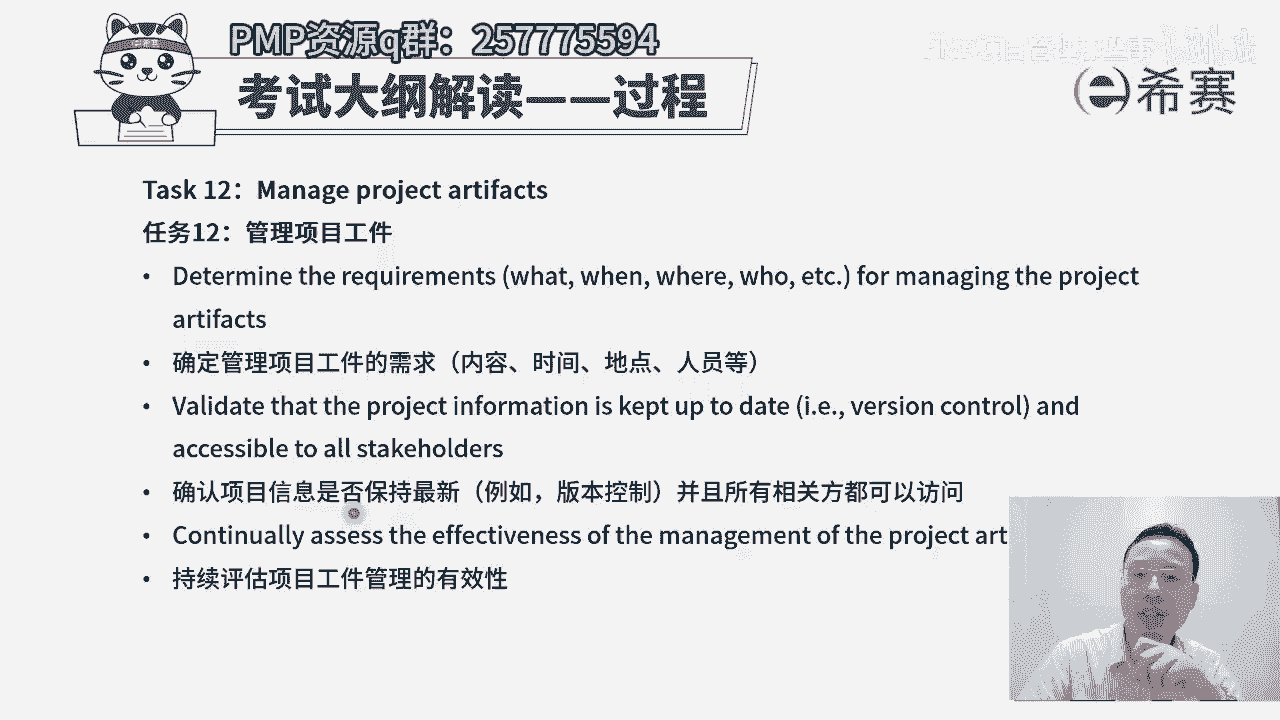 PMP资源q群：257775594
考试大纲解读——过程
希赛
Task 12：Manage project artifacts
任务12：管理项目工件
• Determine the requirements (what, when, where, who, etc.) for managing the project
artifacts
• 确定管理项目工件的需求（内容、时间、地点、人员等）
• Validate that the project information is kept up to date (i.e., version control) and
accessible to all stakeholders
• 确认项目信息是否保持最新（例如，版本控制）并且所有相关方都可以访问
• Continually assess the effectiveness of the management of the project art
• 持续评估项目工件管理的有效性